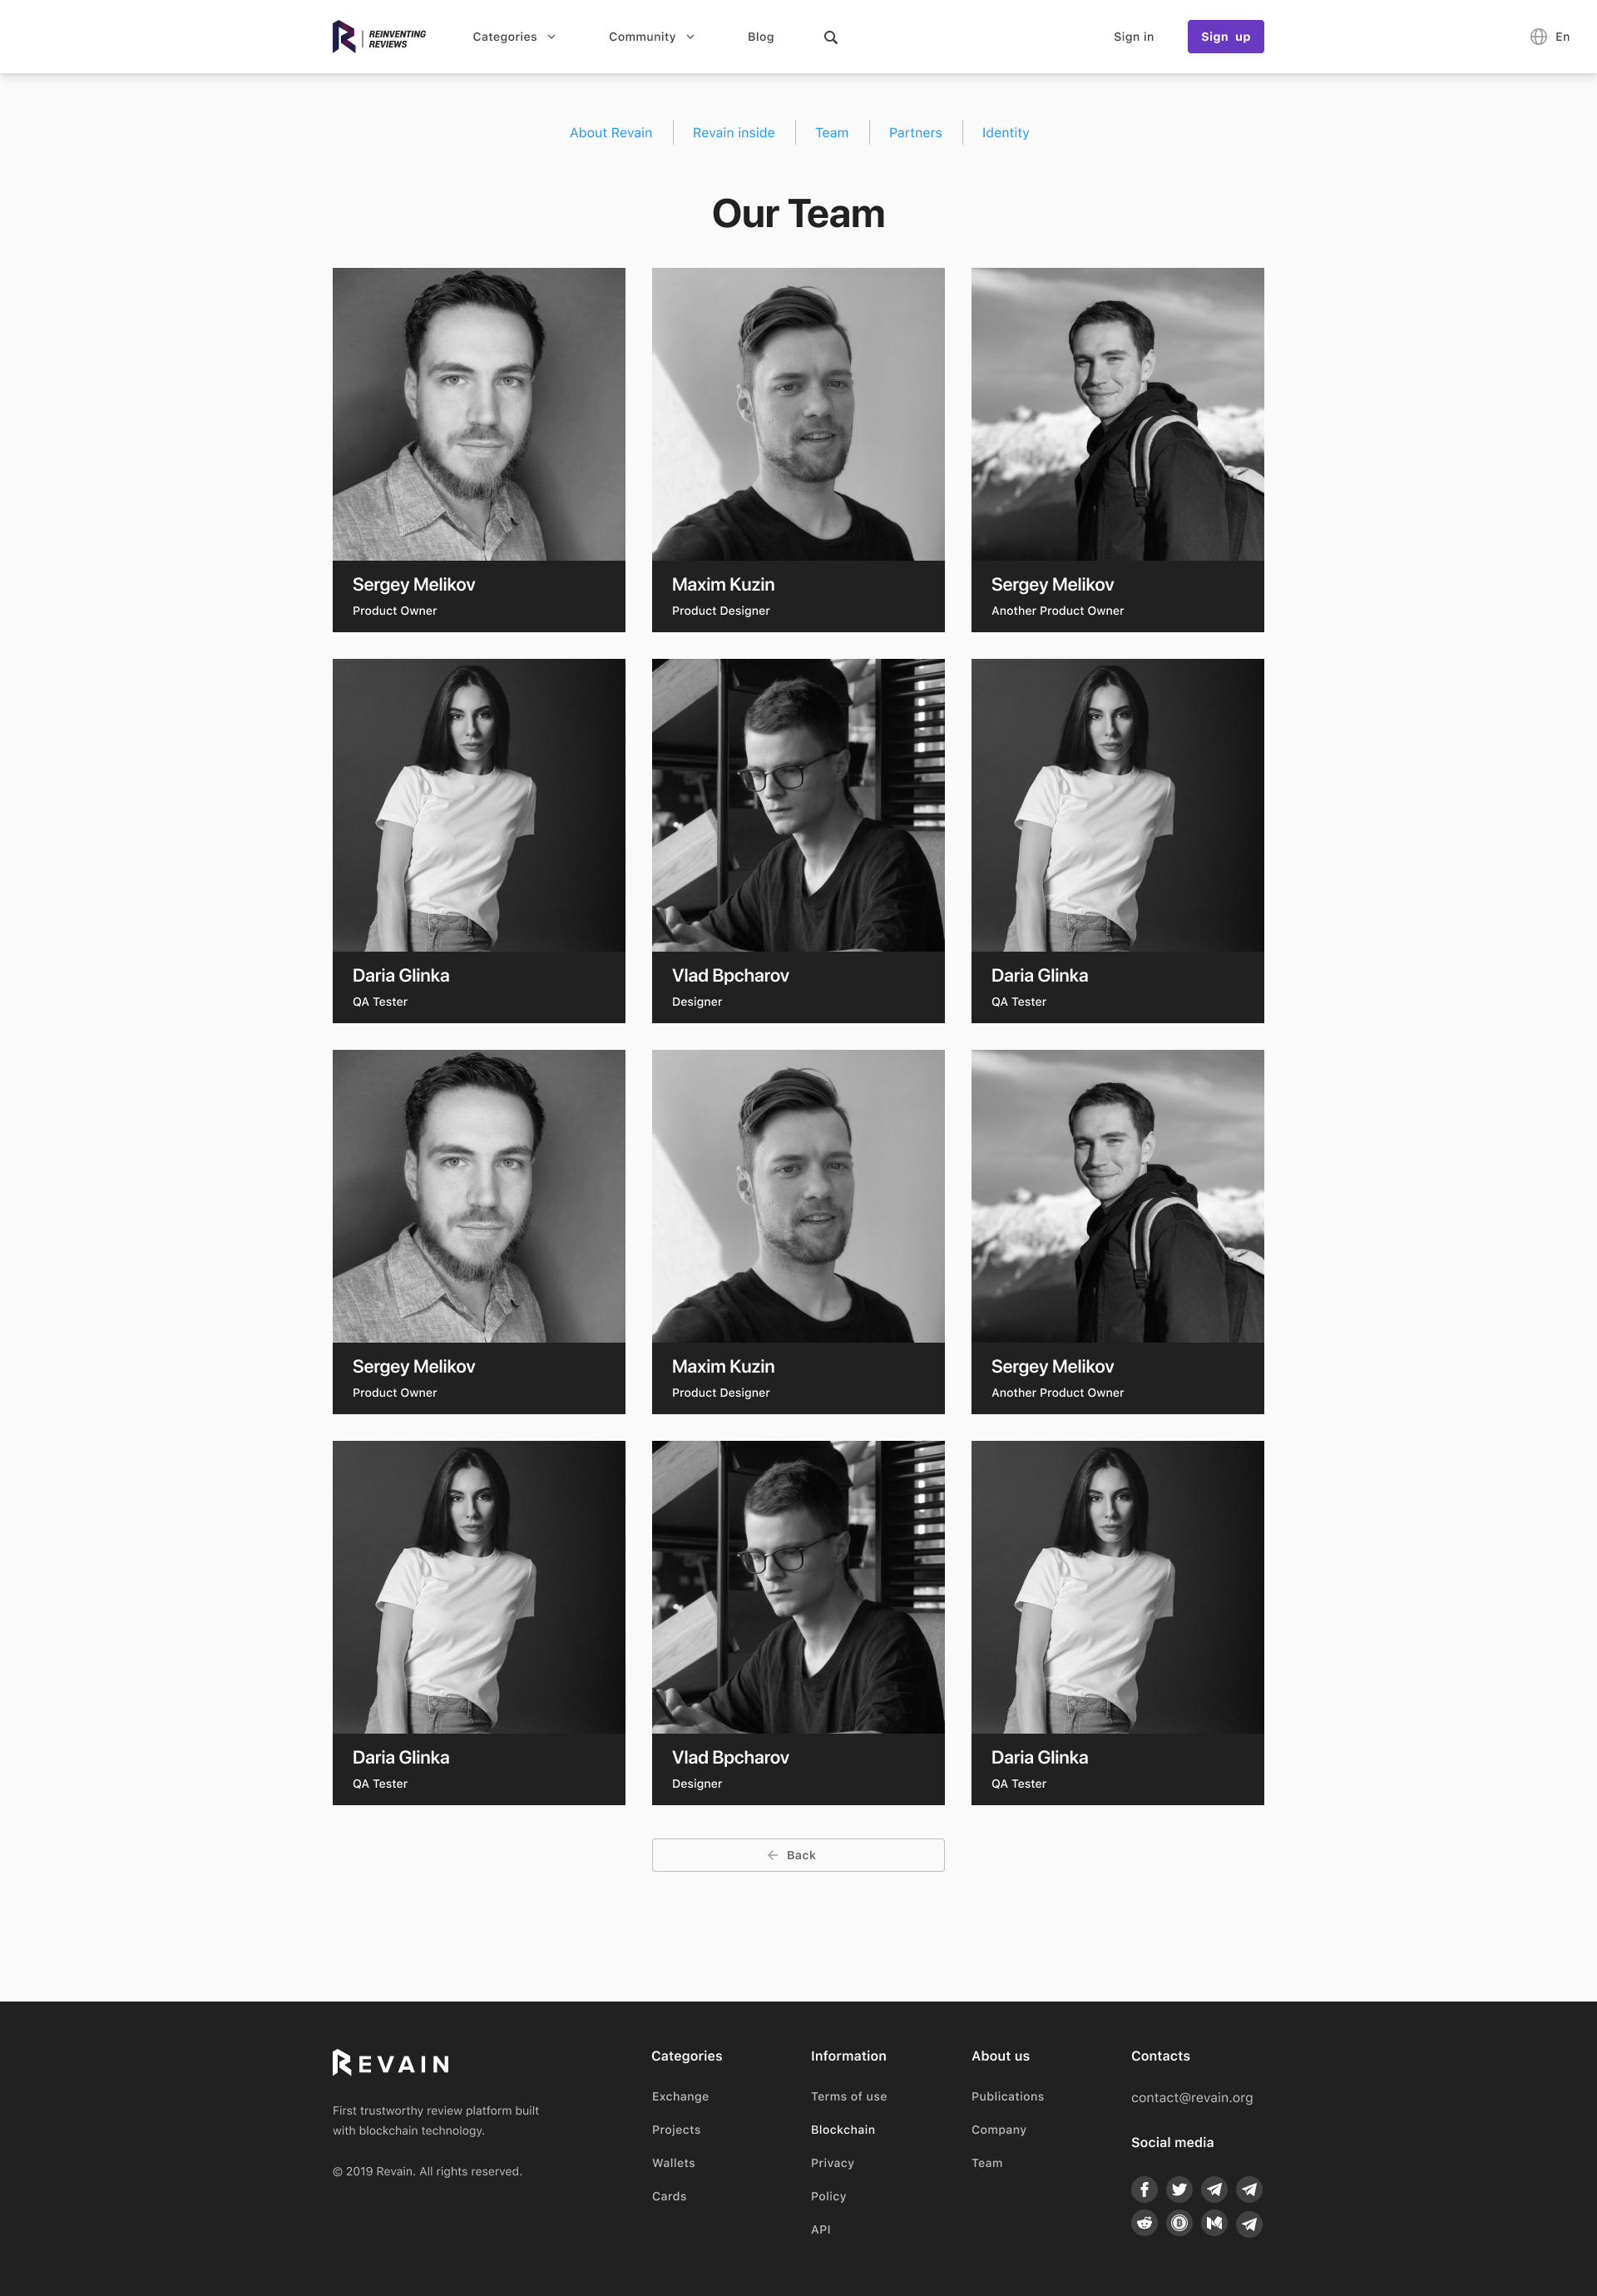 REINVENTING
REVIEWS
Categories
Community
Blog
Sign in
Sign up
En
About Revain
Revain inside
Team
Partners
Identity
Our Team
Sergey Melikov
Product Owner
Maxim Kuzin
Product Designer
Sergey Melikov
Another Product Owner
Daria Glinka
QA Tester
Vlad Bpcharov
Designer
Daria Glinka
QA Tester
Sergey Melikov
Product Owner
Maxim Kuzin
Product Designer
Sergey Melikov
Another Product Owner
Daria Glinka
QA Tester
Vlad Bpcharov
Designer
Daria Glinka
QA Tester
Back
REVAIN
First trustworthy review platform built
with blockchain technology.
© 2019 Revain. All rights reserved.
Categories
Exchange
Projects
Wallets
Cards
Information
Terms of use
Blockchain
Privacy
Policy
API
About us
Publications
Company
Team
Contacts
contact@revain.org
Social media